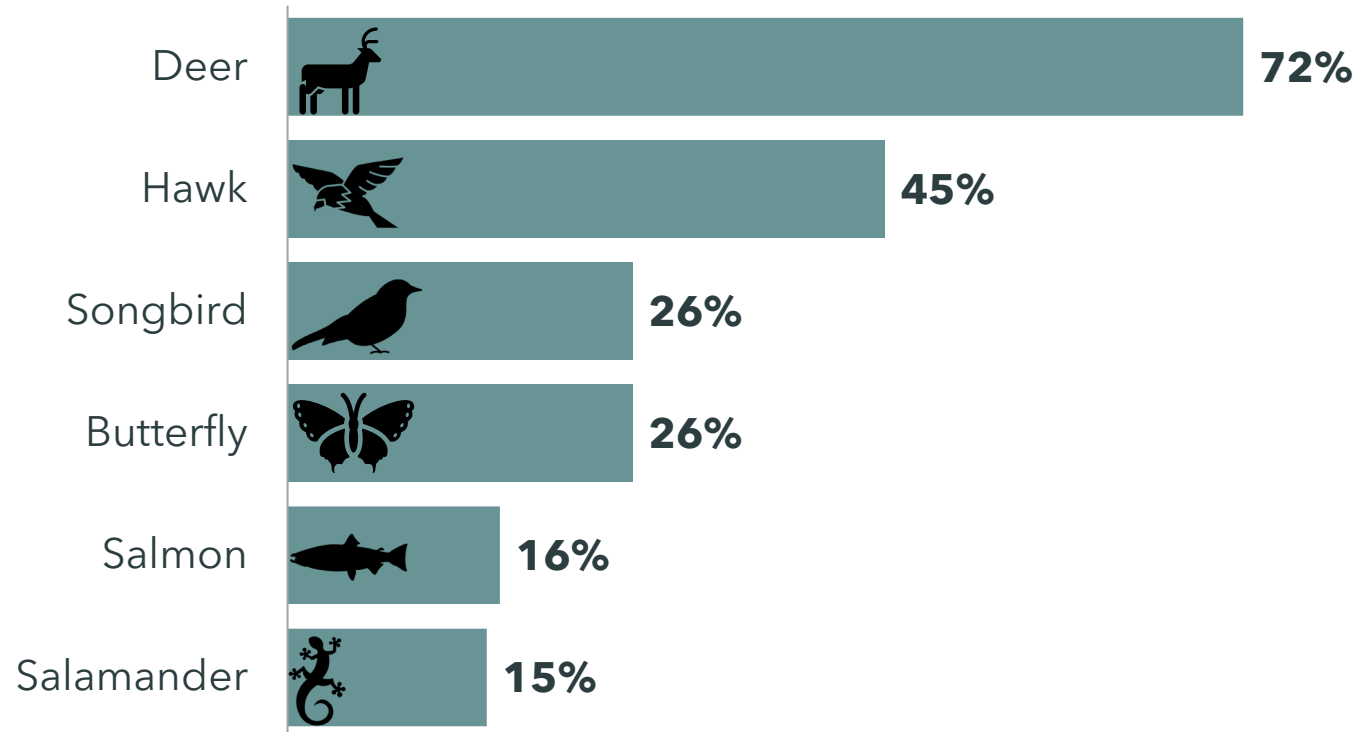 Deer 72%
Hawk 45%
Songbird 26%
Butterfly 26%
Salmon 16%
Salamander 15%